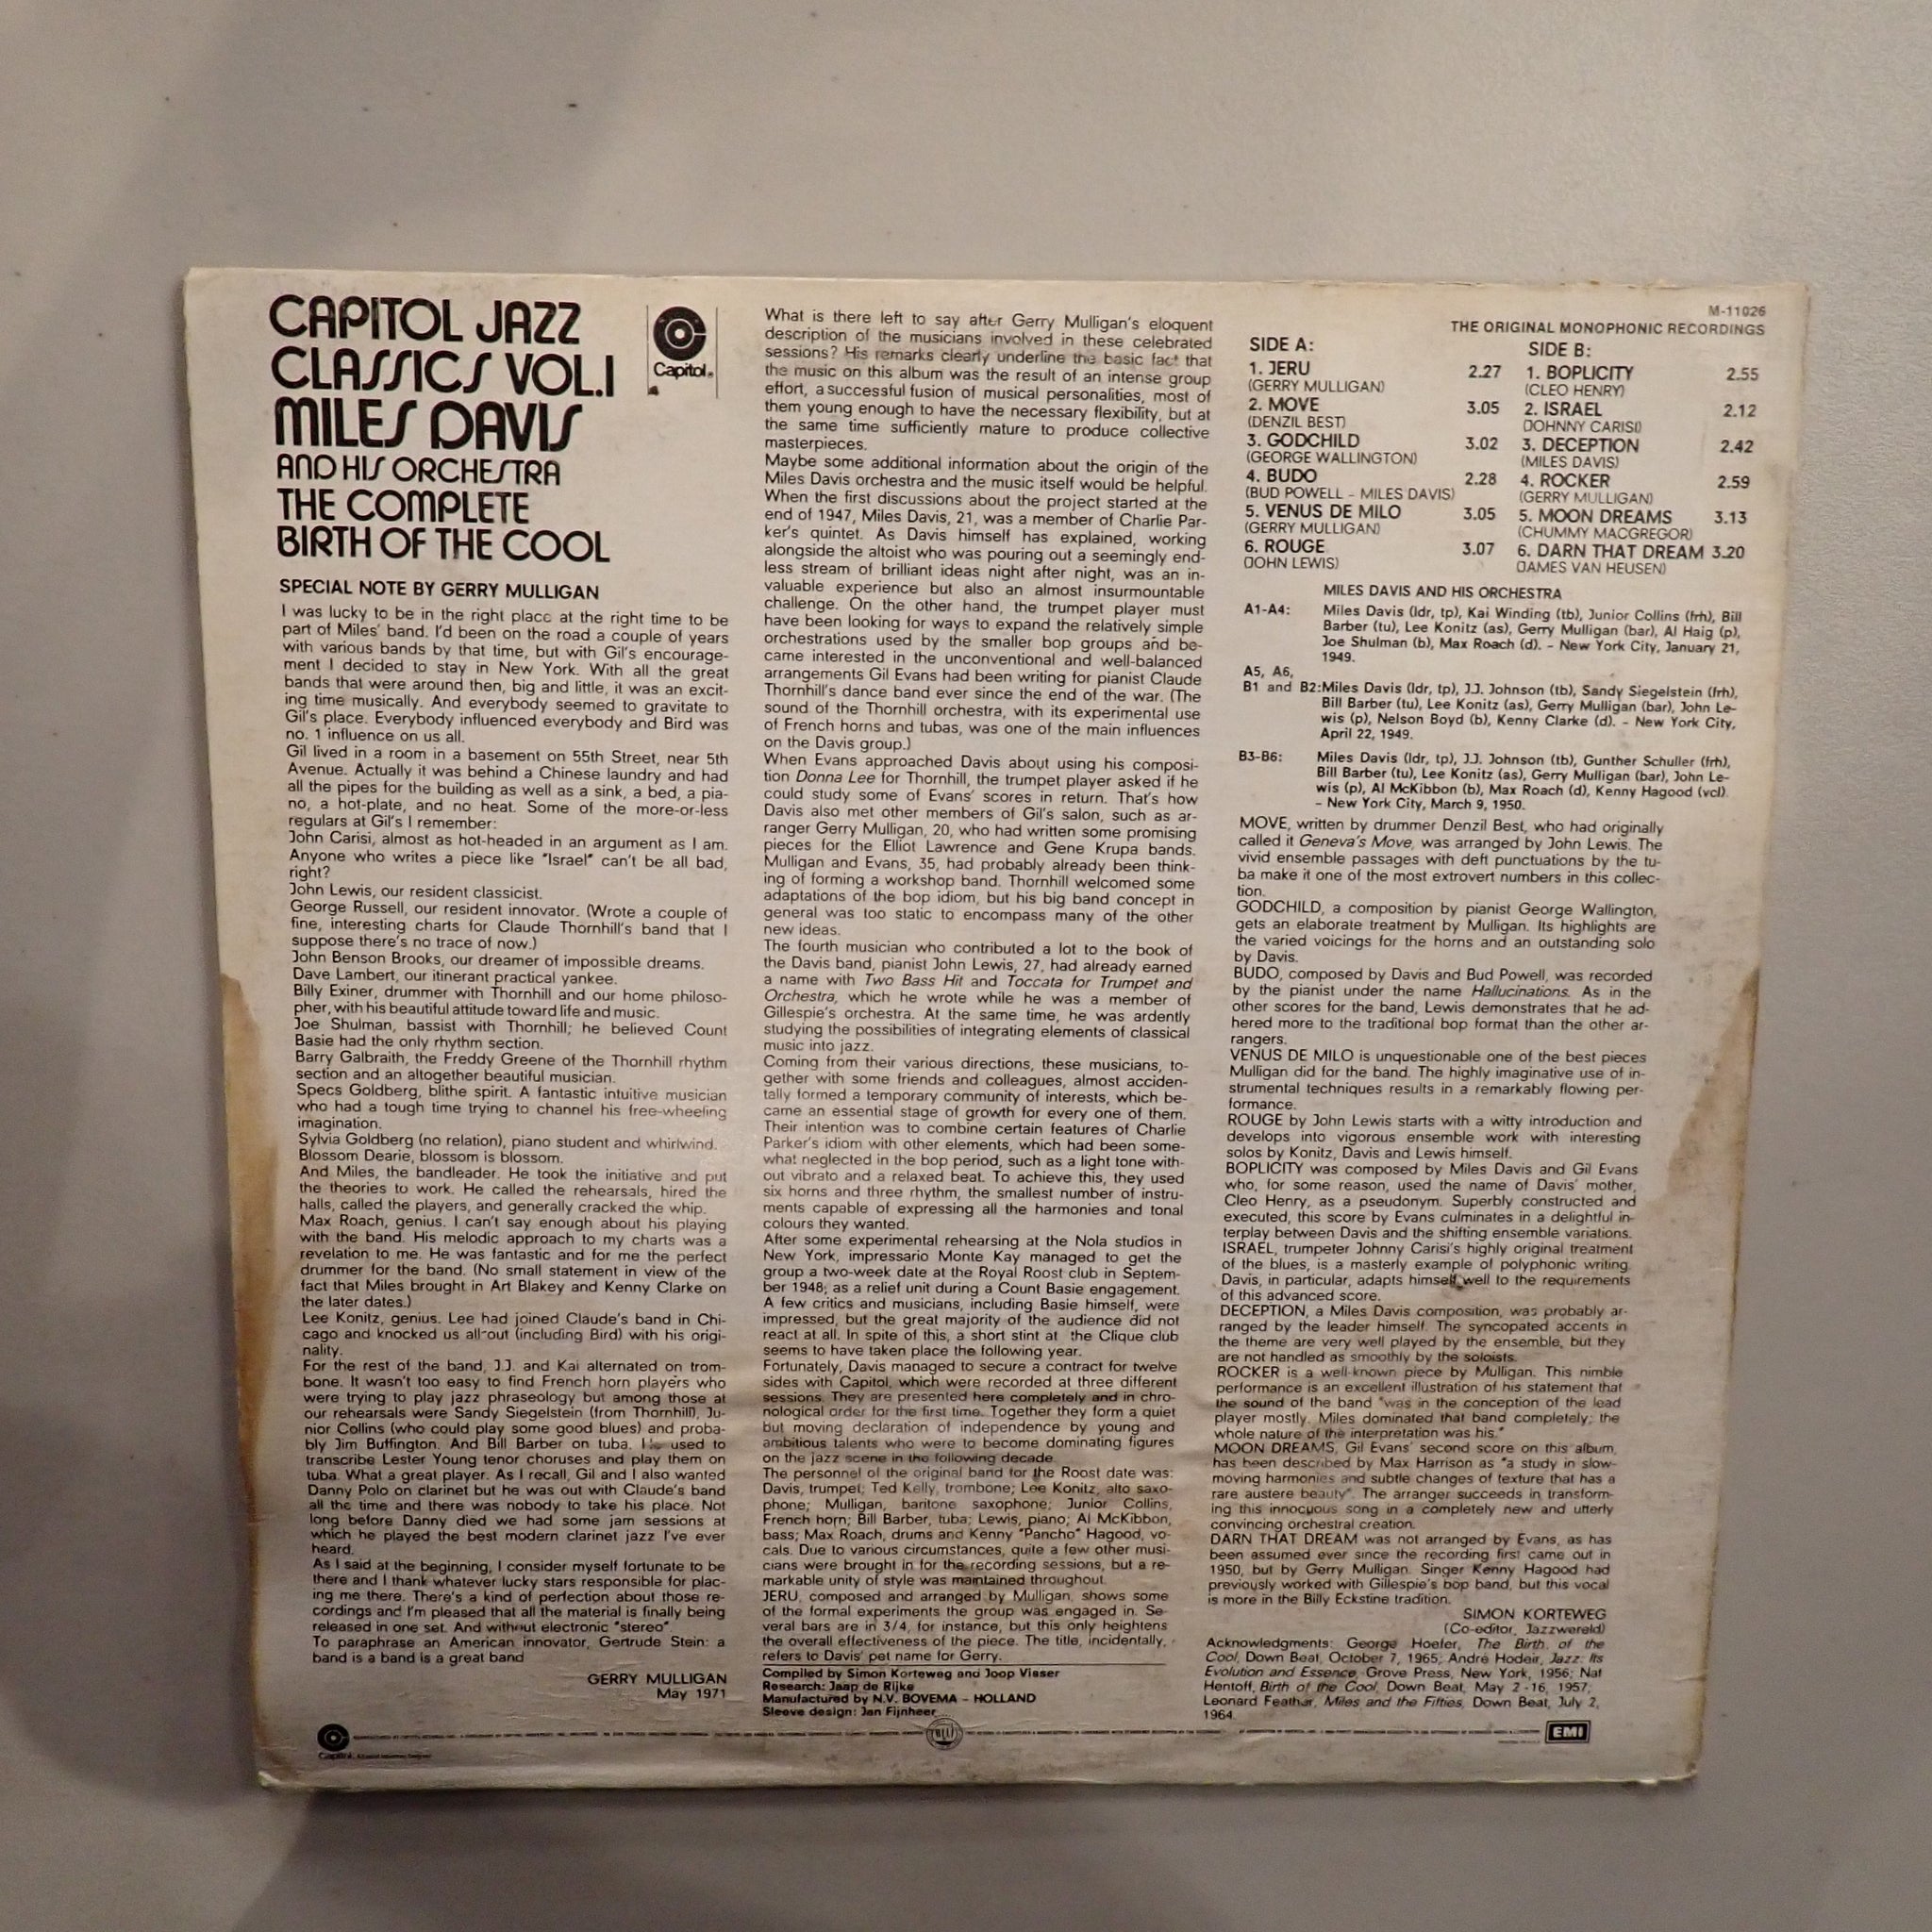 CAPITOL JAZZ
CLASSICS VOL.1
MILES DAVIS
AND HIS ORCHESTRA
THE COMPLETE
BIRTH OF THE COOL
Capitol®
SPECIAL NOTE BY GERRY MULLIGAN
I was lucky to be in the right place at the right time to be
part of Miles' band. I'd been on the road a couple of years
with various bands by that time, but with Gil's encourage-
ment I decided to stay in New York. With all the great
bands that were around then, big and little, it was an excit-
ing time musically. And everybody seemed to gravitate to
Gil's place. Everybody influenced everybody and Bird was
no. 1 influence on us all.
Gil lived in a room in a basement on 55th Street, near 5th
Avenue. Actually it was behind a Chinese laundry and had
all the pipes for the building as well as a sink, a bed, a pia-
no, a hot-plate, and no heat. Some of the more-or-less
regulars at Gil's I remember:
John Carisi, almost as hot-headed in an argument as I am.
Anyone who writes a piece like "Israel" can't be all bad,
right?
John Lewis, our resident classicist.
George Russell, our resident innovator. (Wrote a couple of
fine, interesting charts for Claude Thornhill's band that I
suppose there's no trace of now.)
John Benson Brooks, our dreamer of impossible dreams.
Dave Lambert, our itinerant practical yankee.
Billy Exiner, drummer with Thornhill and our home philoso-
pher, with his beautiful attitude toward life and music.
Joe Shulman, bassist with Thornhill; he believed Count
Basie had the only rhythm section.
Barry Galbraith, the Freddy Greene of the Thornhill rhythm
section and an altogether beautiful musician.
Specs Goldberg, blithe spirit. A fantastic intuitive musician
who had a tough time trying to channel his free-wheeling
imagination.
Sylvia Goldberg (no relation), piano student and whirlwind.
Blossom Dearie, blossom is blossom.
And Miles, the bandleader. He took the initiative and put
the theories to work. He called the rehearsals, hired the
halls, called the players, and generally cracked the whip.
Max Roach, genius. I can't say enough about his playing
with the band. His melodic approach to my charts was a
revelation to me. He was fantastic and for me the perfect
drummer for the band. (No small statement in view of the
fact that Miles brought in Art Blakey and Kenny Clarke on
the later dates.)
Lee Konitz, genius. Lee had joined Claude's band in Chi-
cago and knocked us all-out (including Bird) with his origi-
nality.
For the rest of the band, J.J. and Kai alternated on trom-
bone. It wasn't too easy to find French horn players who
were trying to play jazz phraseology but among those at
our rehearsals were Sandy Siegelstein (from Thornhill), Ju-
nior Collins (who could play some good blues) and proba-
bly Jim Buffington. And Bill Barber on tuba. He used to
transcribe Lester Young tenor choruses and play them on
tuba. What a great player. As I recall, Gil and I also wanted
Danny Polo on clarinet but he was out with Claude's band
all the time and there was nobody to take his place. Not
long before Danny died we had some jam sessions at
which he played the best modern clarinet jazz I've ever
heard.
As I said at the beginning, I consider myself fortunate to be
there and I thank whatever lucky stars responsible for plac-
ing me there. There's a kind of perfection about those re-
cordings and I'm pleased that all the material is finally being
released in one set. And without electronic "stereo".
To paraphrase an American innovator, Gertrude Stein: a
band is a band is a great band
GERRY MULLIGAN
May 1971
What is there left to say after Gerry Mulligan's eloquent
description of the musicians involved in these celebrated
sessions? His remarks clearly underline the basic fact that
the music on this album was the result of an intense group
effort, a successful fusion of musical personalities, most of
them young enough to have the necessary flexibility, but at
the same time sufficiently mature to produce collective
masterpieces.
Maybe some additional information about the origin of the
Miles Davis orchestra and the music itself would be helpful.
When the first discussions about the project started at the
end of 1947, Miles Davis, 21, was a member of Charlie Par-
ker's quintet. As Davis himself has explained, working
alongside the altoist who was pouring out a seemingly end-
less stream of brilliant ideas night after night, was an in-
valuable experience but also an almost insurmountable
challenge. On the other hand, the trumpet player must
have been looking for ways to expand the relatively simple
orchestrations used by the smaller bop groups and be-
came interested in the unconventional and well-balanced
arrangements Gil Evans had been writing for pianist Claude
Thornhill's dance band ever since the end of the war. (The
sound of the Thornhill orchestra, with its experimental use
of French horns and tubas, was one of the main influences
on the Davis group.)
When Evans approached Davis about using his composi-
tion Donna Lee for Thornhill, the trumpet player asked if he
could study some of Evans' scores in return. That's how
Davis also met other members of Gil's salon, such as ar-
ranger Gerry Mulligan, 20, who had written some promising
pieces for the Elliot Lawrence and Gene Krupa bands.
Mulligan and Evans, 35, had probably already been think-
ing of forming a workshop band. Thornhill welcomed some
adaptations of the bop idiom, but his big band concept in
general was too static to encompass many of the other
new ideas.
The fourth musician who contributed a lot to the book of
the Davis band, pianist John Lewis, 27, had already earned
a name with Two Bass Hit and Toccata for Trumpet and
Orchestra, which he wrote while he was a member of
Gillespie's orchestra. At the same time, he was ardently
studying the possibilities of integrating elements of classical
music into jazz.
Coming from their various directions, these musicians, to-
gether with some friends and colleagues, almost acciden-
tally formed a temporary community of interests, which be-
came an essential stage of growth for every one of them.
Their intention was to combine certain features of Charlie
Parker's idiom with other elements, which had been some-
what neglected in the bop period, such as a light tone with-
out vibrato and a relaxed beat. To achieve this, they used
six horns and three rhythm, the smallest number of instru-
ments capable of expressing all the harmonies and tonal
colours they wanted.
After some experimental rehearsing at the Nola studios in
New York, impressario Monte Kay managed to get the
group a two-week date at the Royal Roost club in Septem-
ber 1948; as a relief unit during a Count Basie engagement.
A few critics and musicians, including Basie himself, were
impressed, but the great majority of the audience did not
react at all. In spite of this, a short stint at the Clique club
seems to have taken place the following year.
Fortunately, Davis managed to secure a contract for twelve
sides with Capitol, which were recorded at three different
sessions. They are presented here completely and in chro-
nological order for the first time. Together they form a quiet
but moving declaration of independence by young and
ambitious talents who were to become dominating figures
on the jazz scene in the following decade.
The personnel of the original band for the Roost date was:
Davis, trumpet; Ted Kelly, trombone; Lee Konitz, alto saxo-
phone; Mulligan, baritone saxophone; Junior Collins,
French horn; Bill Barber, tuba; Lewis, piano; Al McKibbon,
bass; Max Roach, drums and Kenny "Pancho" Hagood, vo-
cals. Due to various circumstances, quite a few other musi-
cians were brought in for the recording sessions, but a re-
markable unity of style was maintained throughout.
JERU, composed and arranged by Mulligan, shows some
of the formal experiments the group was engaged in. Se-
veral bars are in 3/4, for instance, but this only heightens
the overall effectiveness of the piece. The title, incidentally,
refers to Davis' pet name for Gerry.
Compiled by Simon Korteweg and Joop Visser
Research: Jaap de Rijke
Manufactured by N.V. BOVEMA – HOLLAND
Sleeve design: Jan Fijnheer
M-11026
THE ORIGINAL MONOPHONIC RECORDINGS
SIDE A:
1. JERU 2.27
(GERRY MULLIGAN)
2. MOVE 3.05
(DENZIL BEST)
3. GODCHILD 3.02
(GEORGE WALLINGTON)
4. BUDO 2.28
(BUD POWELL – MILES DAVIS)
5. VENUS DE MILO 3.05
(GERRY MULLIGAN)
6. ROUGE 3.07
(JOHN LEWIS)
SIDE B:
1. BOPLICITY 2.55
(CLEO HENRY)
2. ISRAEL 2.12
(JOHNNY CARISI)
3. DECEPTION 2.42
(MILES DAVIS)
4. ROCKER 2.59
(GERRY MULLIGAN)
5. MOON DREAMS 3.13
(CHUMMY MACGREGOR)
6. DARN THAT DREAM 3.20
(JAMES VAN HEUSEN)
MILES DAVIS AND HIS ORCHESTRA
A1-A4: Miles Davis (ldr, tp), Kai Winding (tb), Junior Collins (frh), Bill
Barber (tu), Lee Konitz (as), Gerry Mulligan (bar), Al Haig (p),
Joe Shulman (b), Max Roach (d). – New York City, January 21,
1949.
A5, A6,
B1 and B2: Miles Davis (ldr, tp), J.J. Johnson (tb), Sandy Siegelstein (frh),
Bill Barber (tu), Lee Konitz (as), Gerry Mulligan (bar), John Le-
wis (p), Nelson Boyd (b), Kenny Clarke (d). – New York City,
April 22, 1949.
B3-B6: Miles Davis (ldr, tp), J.J. Johnson (tb), Gunther Schuller (frh),
Bill Barber (tu), Lee Konitz (as), Gerry Mulligan (bar), John Le-
wis (p), Al McKibbon (b), Max Roach (d), Kenny Hagood (vcl).
– New York City, March 9, 1950.
MOVE, written by drummer Denzil Best, who had originally
called it Geneva's Move, was arranged by John Lewis. The
vivid ensemble passages with deft punctuations by the tu-
ba make it one of the most extrovert numbers in this collec-
tion.
GODCHILD, a composition by pianist George Wallington,
gets an elaborate treatment by Mulligan. Its highlights are
the varied voicings for the horns and an outstanding solo
by Davis.
BUDO, composed by Davis and Bud Powell, was recorded
by the pianist under the name Hallucinations. As in the
other scores for the band, Lewis demonstrates that he ad-
hered more to the traditional bop format than the other ar-
rangers.
VENUS DE MILO is unquestionable one of the best pieces
Mulligan did for the band. The highly imaginative use of in-
strumental techniques results in a remarkably flowing per-
formance.
ROUGE by John Lewis starts with a witty introduction and
develops into vigorous ensemble work with interesting
solos by Konitz, Davis and Lewis himself.
BOPLICITY was composed by Miles Davis and Gil Evans
who, for some reason, used the name of Davis' mother,
Cleo Henry, as a pseudonym. Superbly constructed and
executed, this score by Evans culminates in a delightful in-
terplay between Davis and the shifting ensemble variations.
ISRAEL, trumpeter Johnny Carisi's highly original treatment
of the blues, is a masterly example of polyphonic writing.
Davis, in particular, adapts himself well to the requirements
of this advanced score.
DECEPTION, a Miles Davis composition, was probably ar-
ranged by the leader himself. The syncopated accents in
the theme are very well played by the ensemble, but they
are not handled as smoothly by the soloists.
ROCKER is a well-known piece by Mulligan. This nimble
performance is an excellent illustration of his statement that
the sound of the band "was in the conception of the lead
player mostly. Miles dominated that band completely; the
whole nature of the interpretation was his."
MOON DREAMS, Gil Evans' second score on this album,
has been described by Max Harrison as "a study in slow-
moving harmonies and subtle changes of texture that has a
rare austere beauty". The arranger succeeds in transform-
ing this innocuous song in a completely new and utterly
convincing orchestral creation.
DARN THAT DREAM was not arranged by Evans, as has
been assumed ever since the recording first came out in
1950, but by Gerry Mulligan. Singer Kenny Hagood had
previously worked with Gillespie's bop band, but this vocal
is more in the Billy Eckstine tradition.
SIMON KORTEWEG
(Co-editor, Jazzwereld)
Acknowledgments: George Hoefer, The Birth of the
Cool, Down Beat, October 7, 1965; André Hodeir, Jazz: Its
Evolution and Essence, Grove Press, New York, 1956; Nat
Hentoff, Birth of the Cool, Down Beat, May 2-16, 1957;
Leonard Feather, Miles and the Fifties, Down Beat, July 2,
1964.
Capitol
EMI